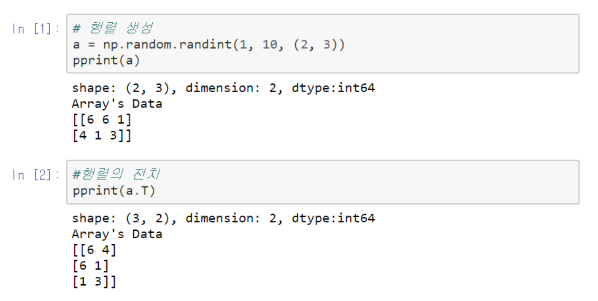 In [1]: # 행렬 생성
a = np.random.randint(1, 10, (2, 3))
pprint(a)
shape: (2, 3), dimension: 2, dtype:int64
Array's Data
[[6 6 1]
[4 1 3]]
In [2]: #행렬의 전치
pprint(a.T)
shape: (3, 2), dimension: 2, dtype:int64
Array's Data
[[6 4]
[6 1]
[1 3]]